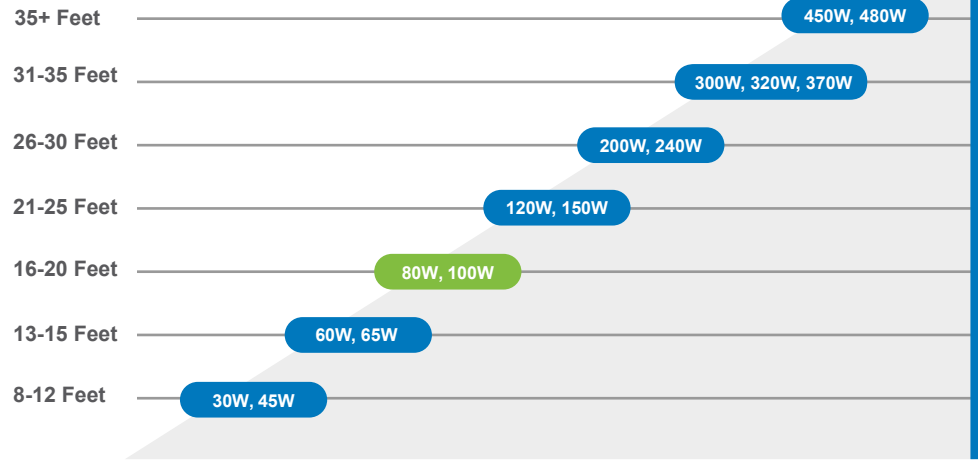 35+ Feet 450W, 480W
31-35 Feet 300W, 320W, 370W
26-30 Feet 200W, 240W
21-25 Feet 120W, 150W
16-20 Feet 80W, 100W
13-15 Feet 60W, 65W
8-12 Feet 30W, 45W